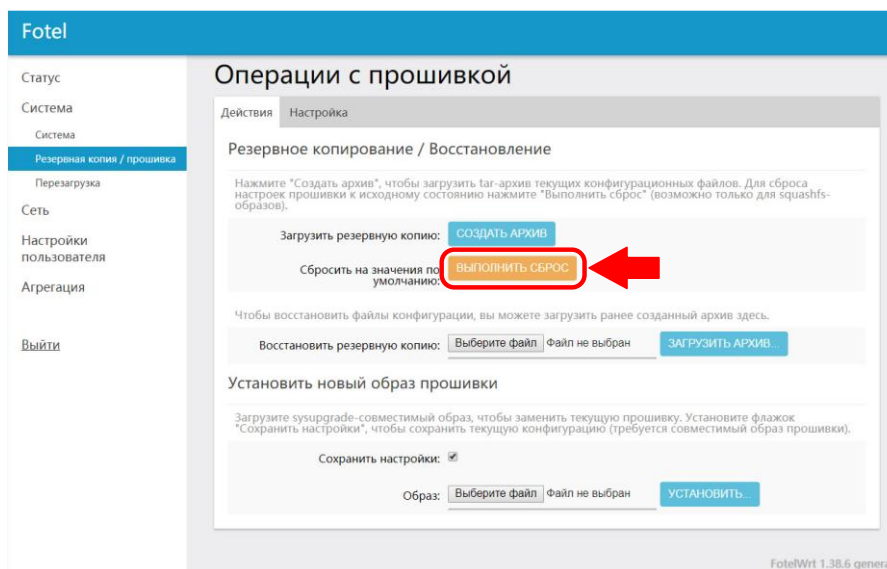 Fotel
Статус
Система
Система
Резервная копия / прошивка
Перезагрузка
Сеть
Настройки
пользователя
Агрегация
Выйти
Операции с прошивкой
Действия Настройка
Резервное копирование / Восстановление
Нажмите "Создать архив", чтобы загрузить tar-архив текущих конфигурационных файлов. Для сброса
настроек прошивки к исходному состоянию нажмите "Выполнить сброс" (возможно только для squashfs-
образов).
Загрузить резервную копию: СОЗДАТЬ АРХИВ
Сбросить на значения по
умолчанию: ВЫПОЛНИТЬ СБРОС
Чтобы восстановить файлы конфигурации, вы можете загрузить ранее созданный архив здесь.
Восстановить резервную копию: Выберите файл Файл не выбран ЗАГРУЗИТЬ АРХИВ...
Установить новый образ прошивки
Загрузите sysupgrade-совместимый образ, чтобы заменить текущую прошивку. Установите флажок
"Сохранить настройки", чтобы сохранить текущую конфигурацию (требуется совместимый образ прошивки).
Сохранить настройки:
Образ: Выберите файл Файл не выбран УСТАНОВИТЬ...
FotelWrt 1.38.6 gener